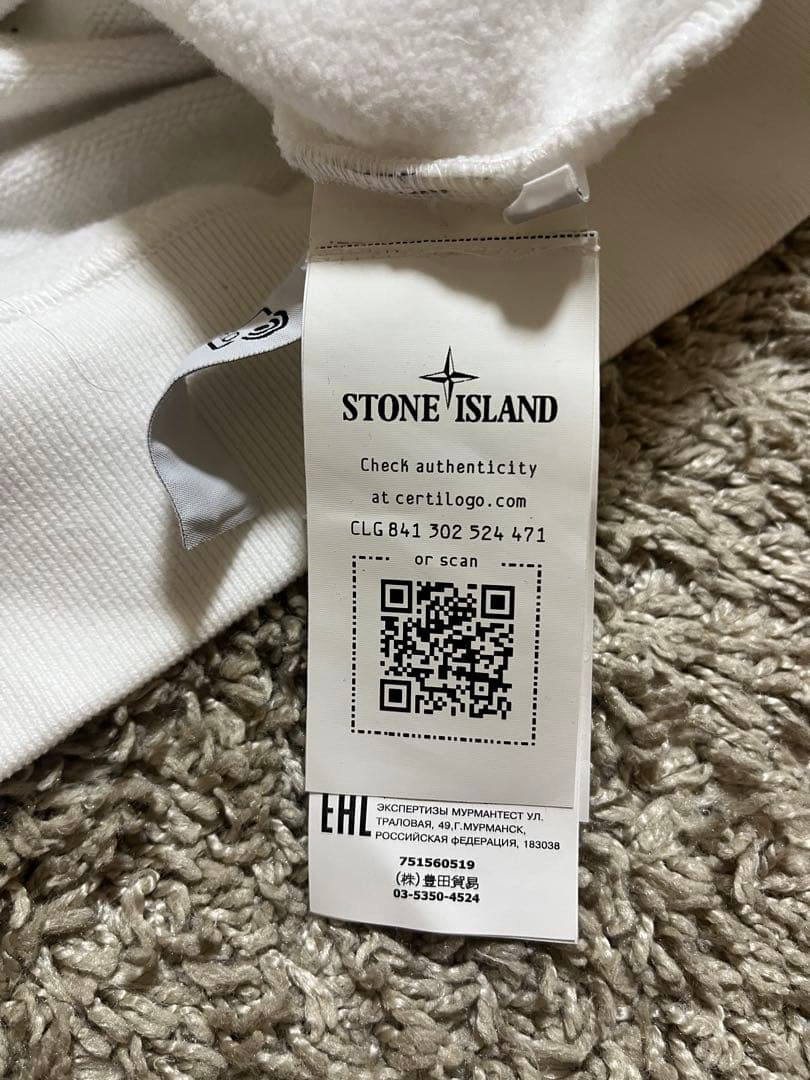 STONE ISLAND
Check authenticity
at certilogo.com
CLG 841 302 524 471
or scan
EAC
ЭКСПЕРТИЗЫ МУРМАНТЕСТ УЛ.
ТРАЛОВАЯ, 49,Г.МУРМАНСК,
РОССИЙСКАЯ ФЕДЕРАЦИЯ, 183038
751560519
(株)豊田貿易
03-5350-4524